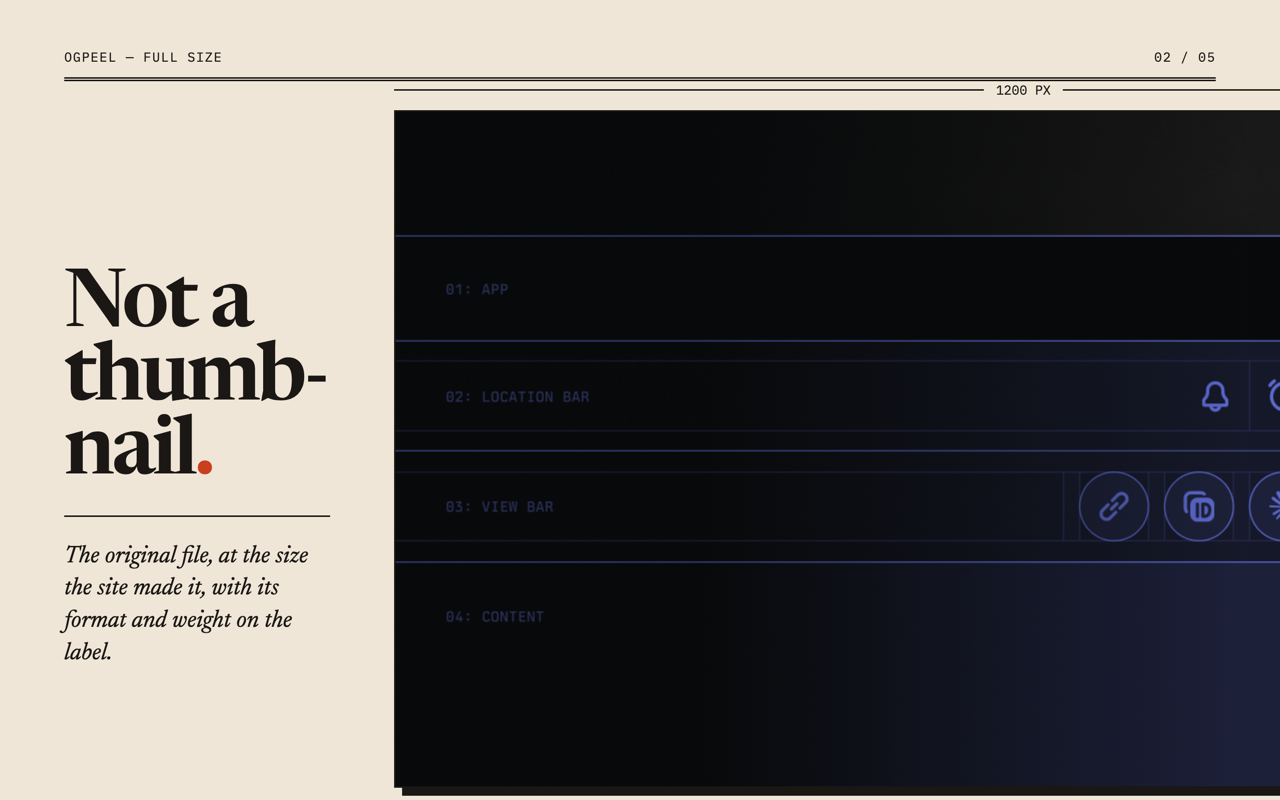 OGPEEL — FULL SIZE
02 / 05
1200 PX
Not a
thumb-
nail.
The original file, at the size
the site made it, with its
format and weight on the
label.
01: APP
02: LOCATION BAR
03: VIEW BAR
04: CONTENT